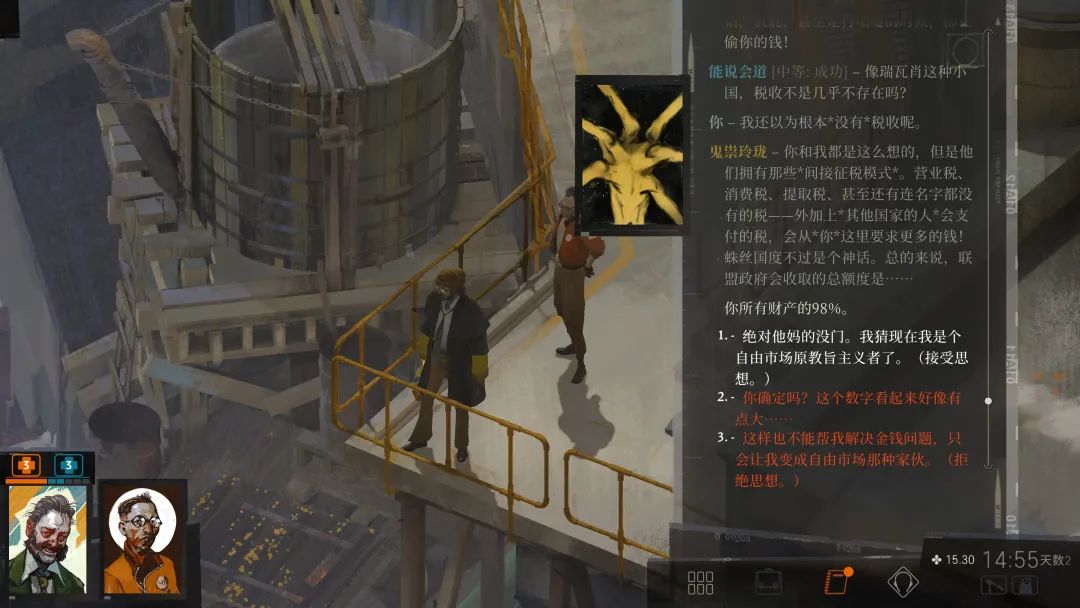 偷你的钱！
能说会道 [中等: 成功] – 像瑞瓦肖这种小
国，税收不是几乎不存在吗？
你 – 我还以为根本*没有*税收呢。
鬼祟玲珑 – 你和我都是这么想的，但是他
们拥有那些*间接征税模式*。营业税、
消费税、提取税、甚至还有连名字都没
有的税——外加上*其他国家的人*会支
付的税，会从*你*这里要求更多的钱！
蛛丝国度不过是个神话。总的来说，联
盟政府会收取的总额度是……
你所有财产的98%。
1. - 绝对他妈的没门。我猜现在我是个
自由市场原教旨主义者了。（接受思
想。）
2. - 你确定吗？这个数字看起来好像有
点大……
3. - 这样也不能帮我解决金钱问题，只
会让我变成自由市场那种家伙。（拒
绝思想。）
3 3
15.30 14:55 天数2